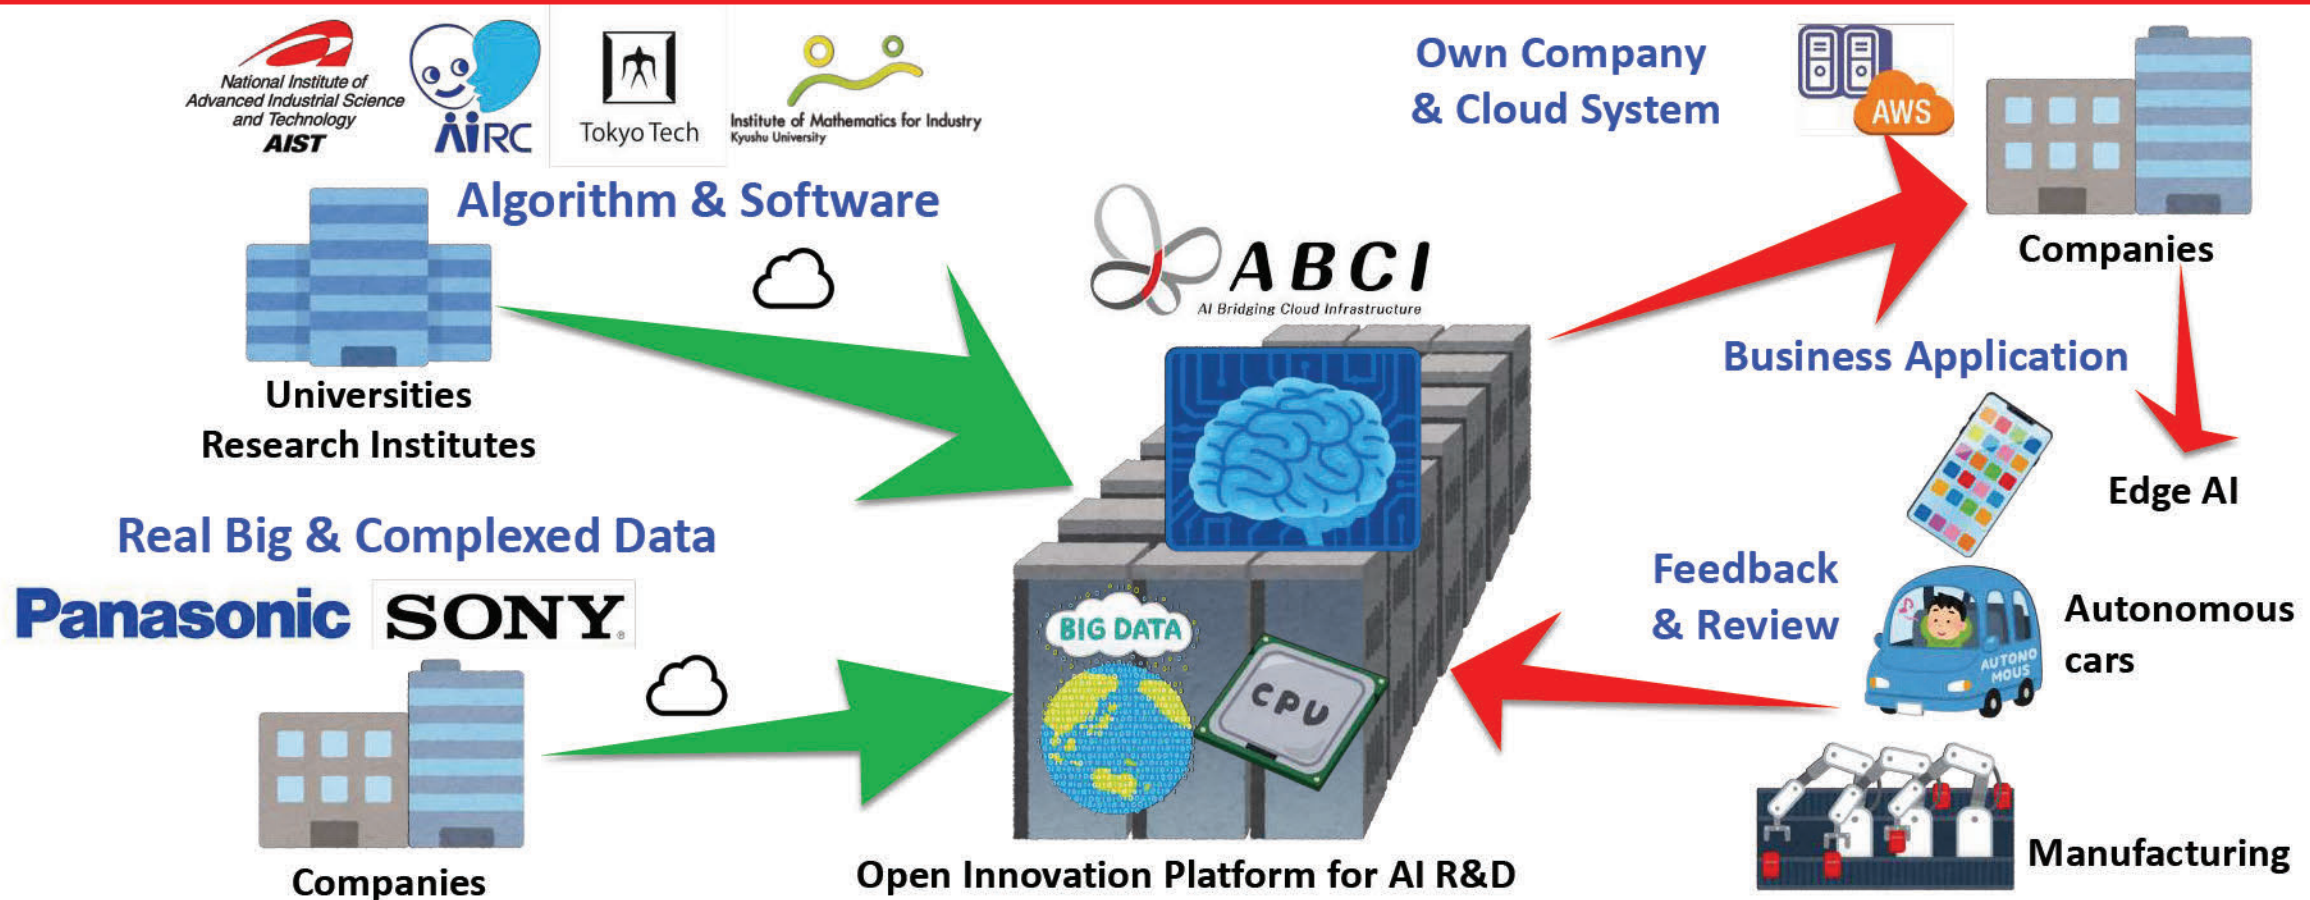 National Institute of
Advanced Industrial Science
and Technology
AIST
AIRC
Tokyo Tech
Institute of Mathematics for Industry
Kyushu University
Algorithm & Software
Universities
Research Institutes
Real Big & Complexed Data
Panasonic
SONY
Companies
ABCI
AI Bridging Cloud Infrastructure
BIG DATA
CPU
Open Innovation Platform for AI R&D
Own Company
& Cloud System
AWS
Companies
Business Application
Edge AI
Feedback
& Review
AUTONO
MOUS
Autonomous
cars
Manufacturing